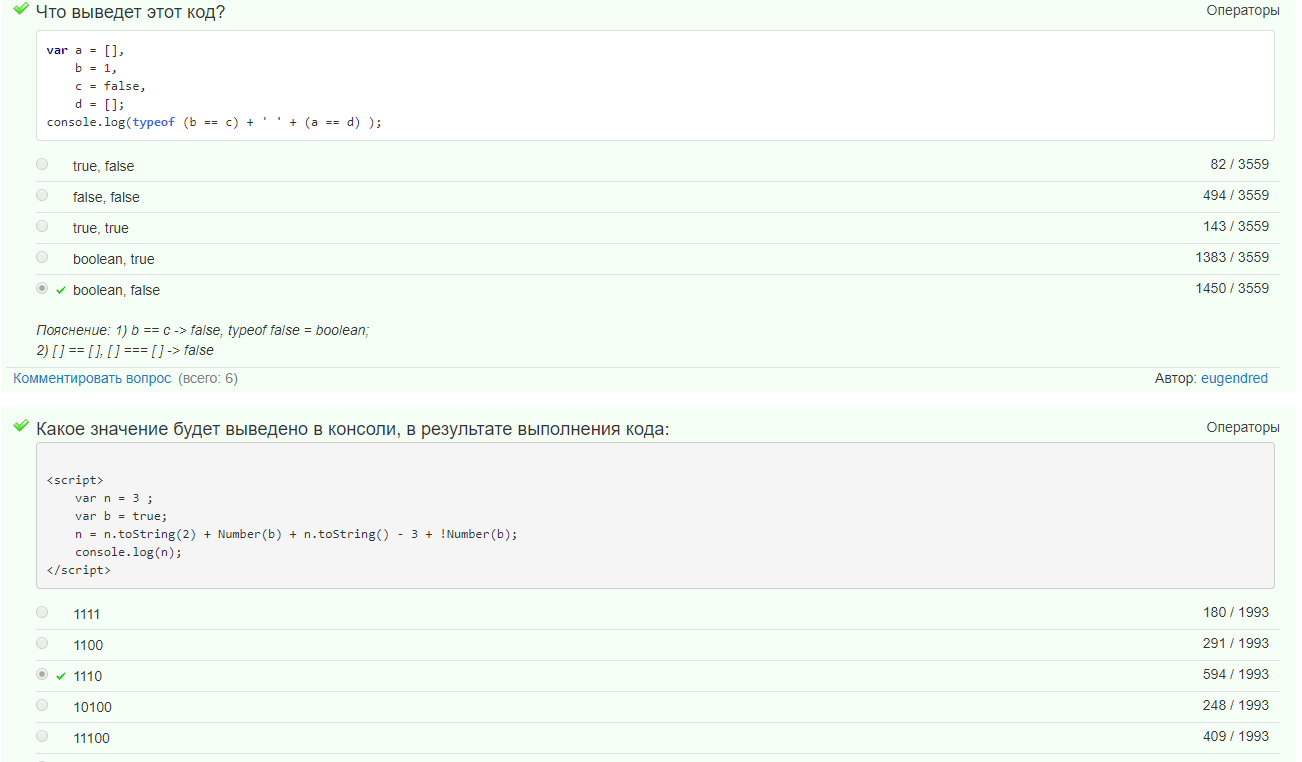 Что выведет этот код?
Операторы
var a = [],
b = 1,
c = false,
d = [];
console.log(typeof (b == c) + ' ' + (a == d) );
true, false 82 / 3559
false, false 494 / 3559
true, true 143 / 3559
boolean, true 1383 / 3559
boolean, false 1450 / 3559
Пояснение: 1) b == c -> false, typeof false = boolean;
2) [ ] == [ ], [ ] === [ ] -> false
Комментировать вопрос (всего: 6) Автор: eugendred
Какое значение будет выведено в консоли, в результате выполнения кода:
Операторы
<script>
var n = 3 ;
var b = true;
n = n.toString(2) + Number(b) + n.toString() - 3 + !Number(b);
console.log(n);
</script>
1111 180 / 1993
1100 291 / 1993
1110 594 / 1993
10100 248 / 1993
11100 409 / 1993